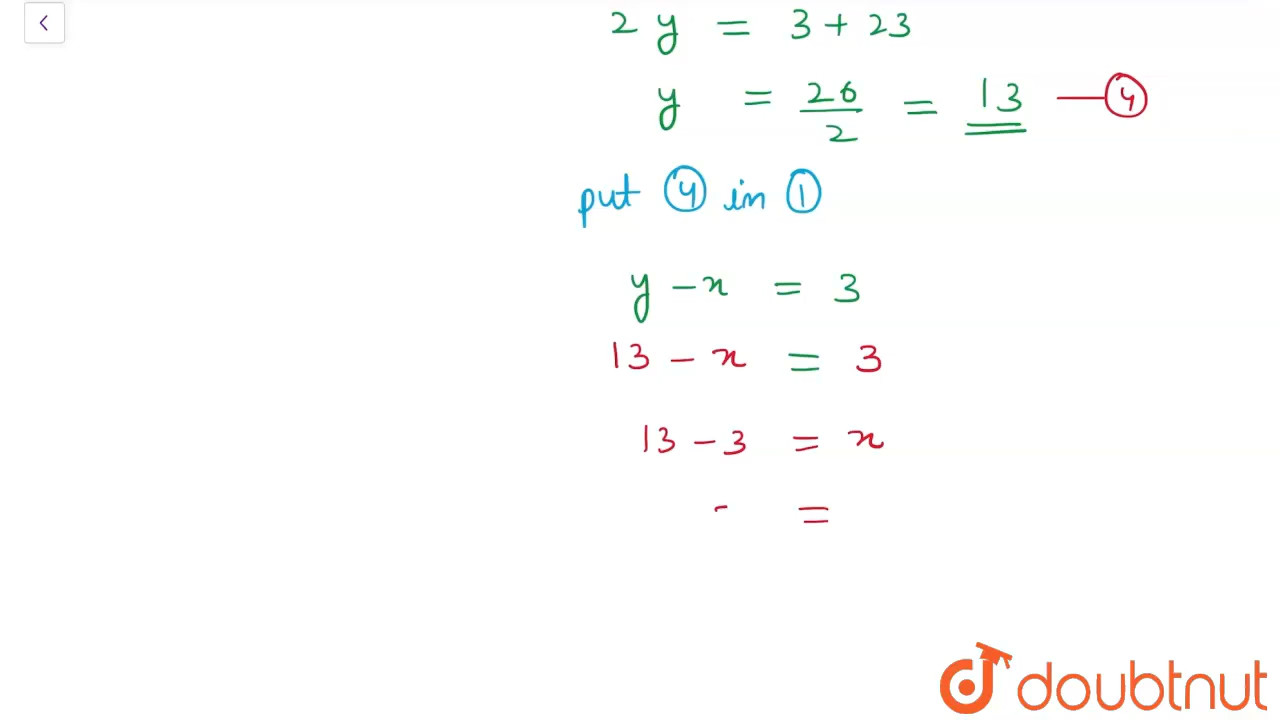 2y = 3 + 23
y = 26/2 = 13 —④
put ④ in ①
y - x = 3
13 - x = 3
13 - 3 = x
=
doubtnut